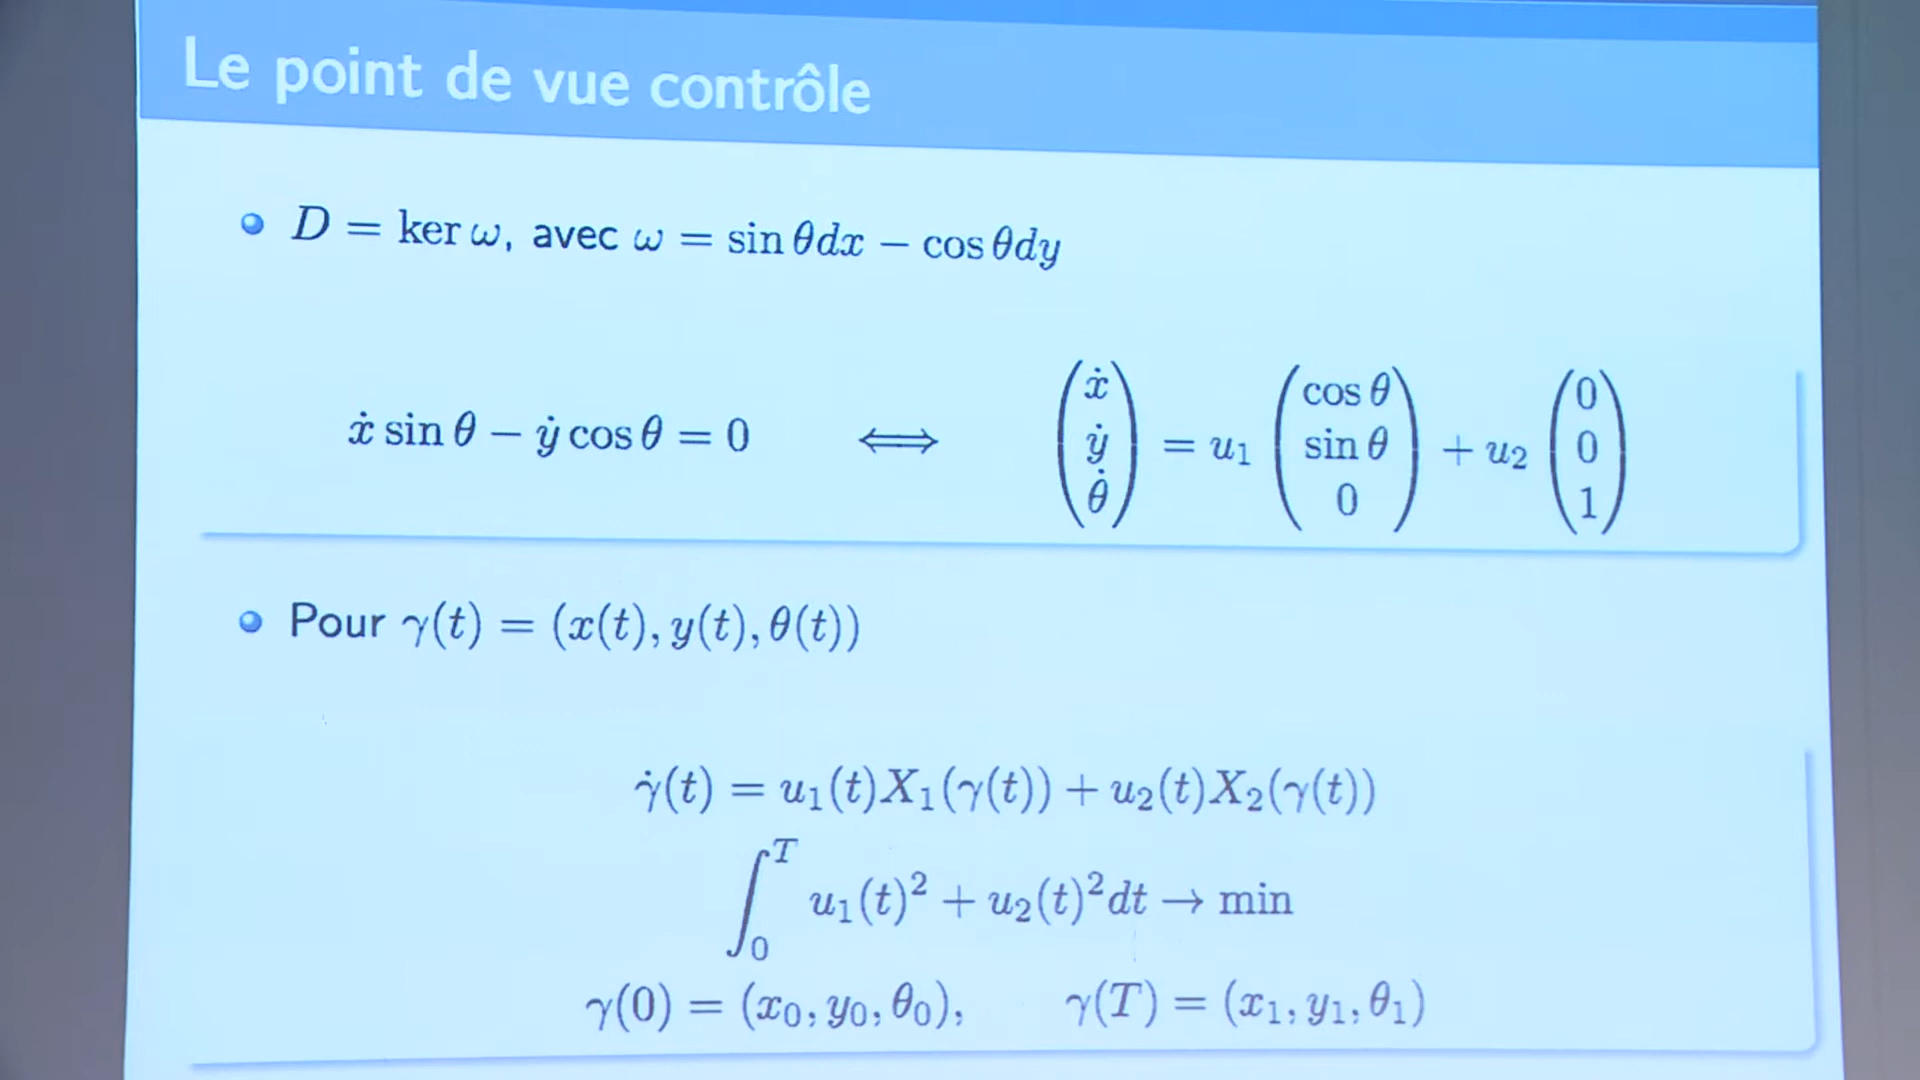 Le point de vue contrôle
D = ker ω, avec ω = sin θdx − cos θdy
ẋ sin θ − ẏ cos θ = 0 ⟺ (ẋ ẏ θ̇) = u₁ (cos θ sin θ 0) + u₂ (0 0 1)
Pour γ(t) = (x(t), y(t), θ(t))
γ̇(t) = u₁(t)X₁(γ(t)) + u₂(t)X₂(γ(t))
∫₀ᵀ u₁(t)² + u₂(t)²dt → min
γ(0) = (x₀, y₀, θ₀), γ(T) = (x₁, y₁, θ₁)